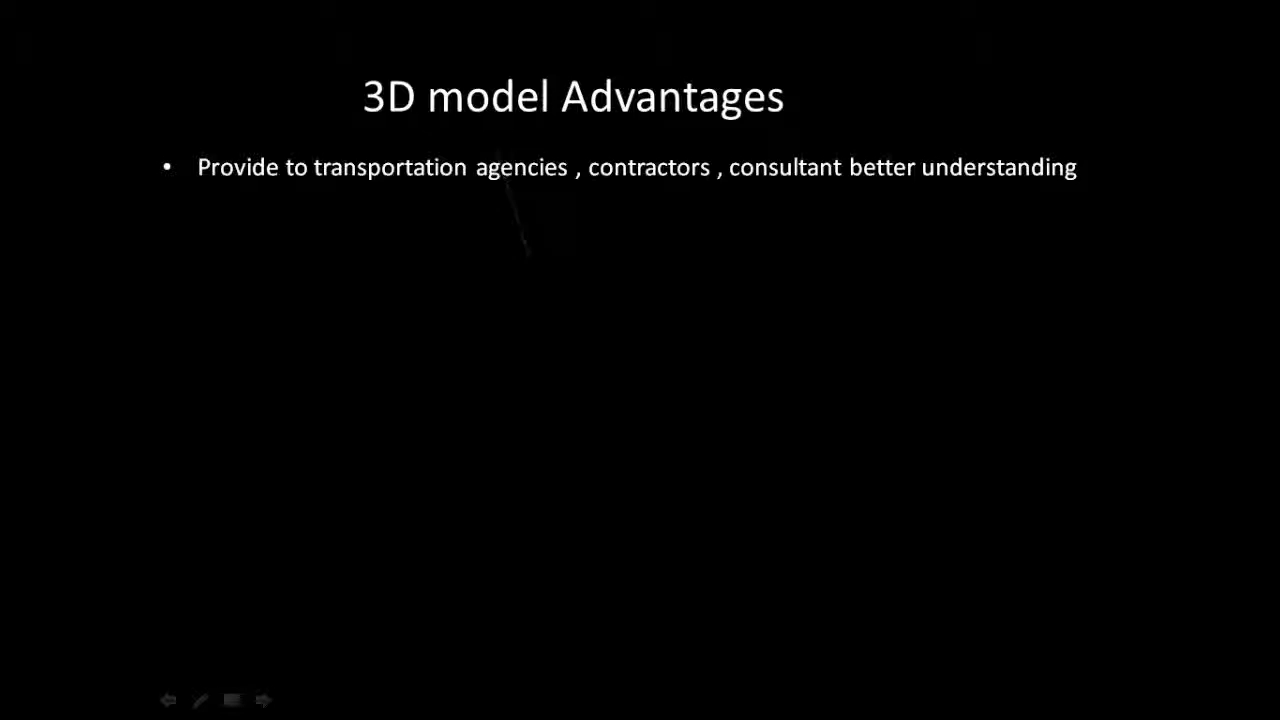 3D model Advantages
• Provide to transportation agencies , contractors , consultant better understanding